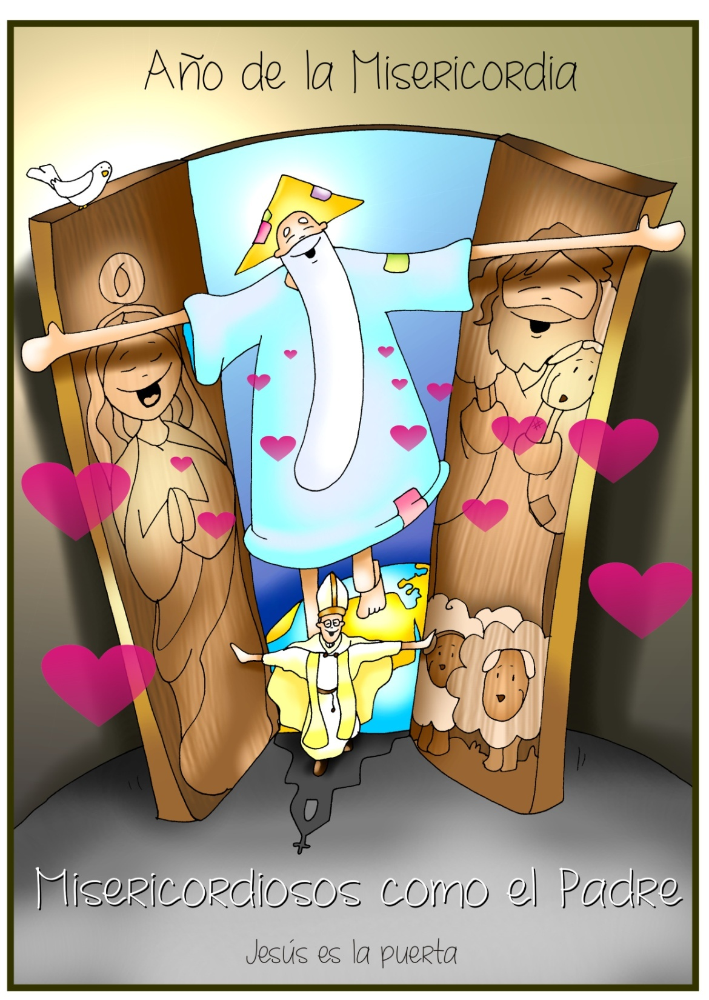 Año de la Misericordia
Misericordiosos como el Padre
Jesús es la puerta